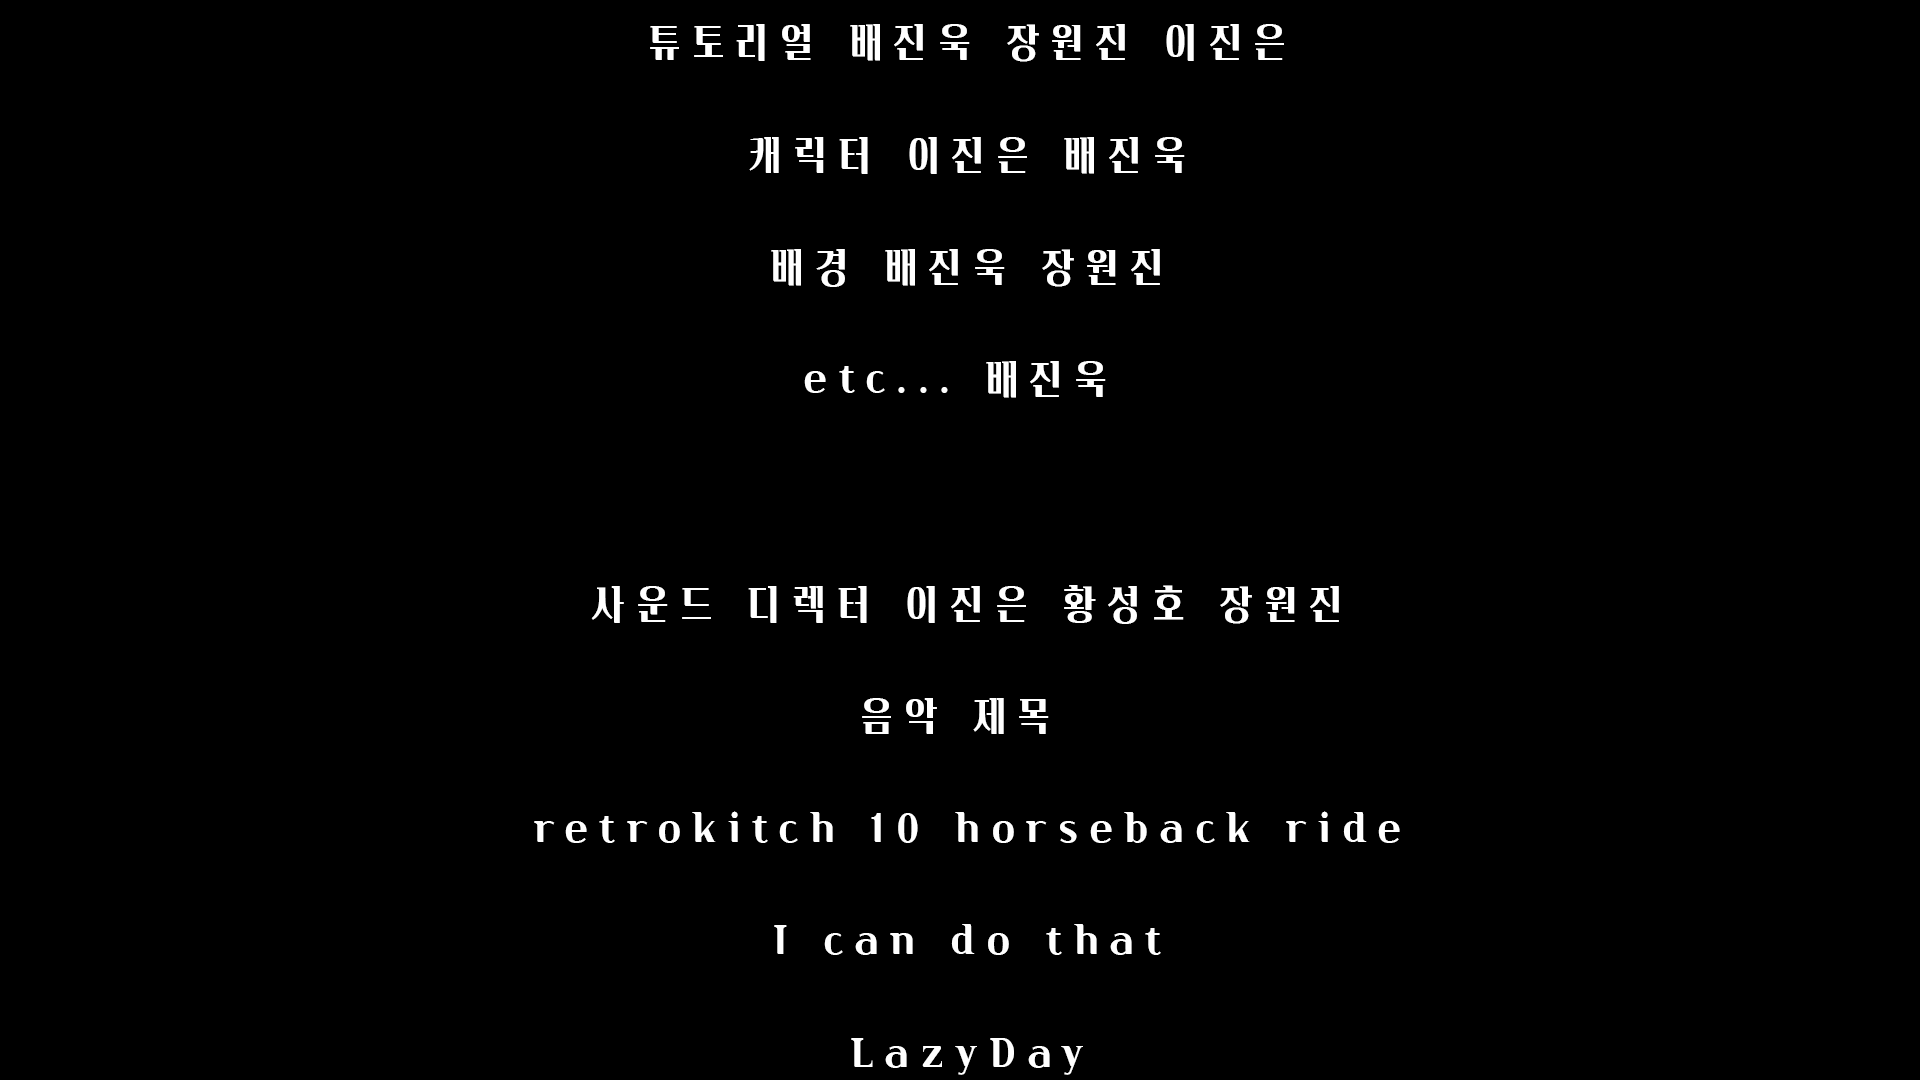 튜토리얼 배진욱 장원진 이진은
캐릭터 이진은 배진욱
배경 배진욱 장원진
etc... 배진욱
사운드 디렉터 이진은 황성호 장원진
음악 제목
retrokitch 10 horseback ride
I can do that
LazyDay